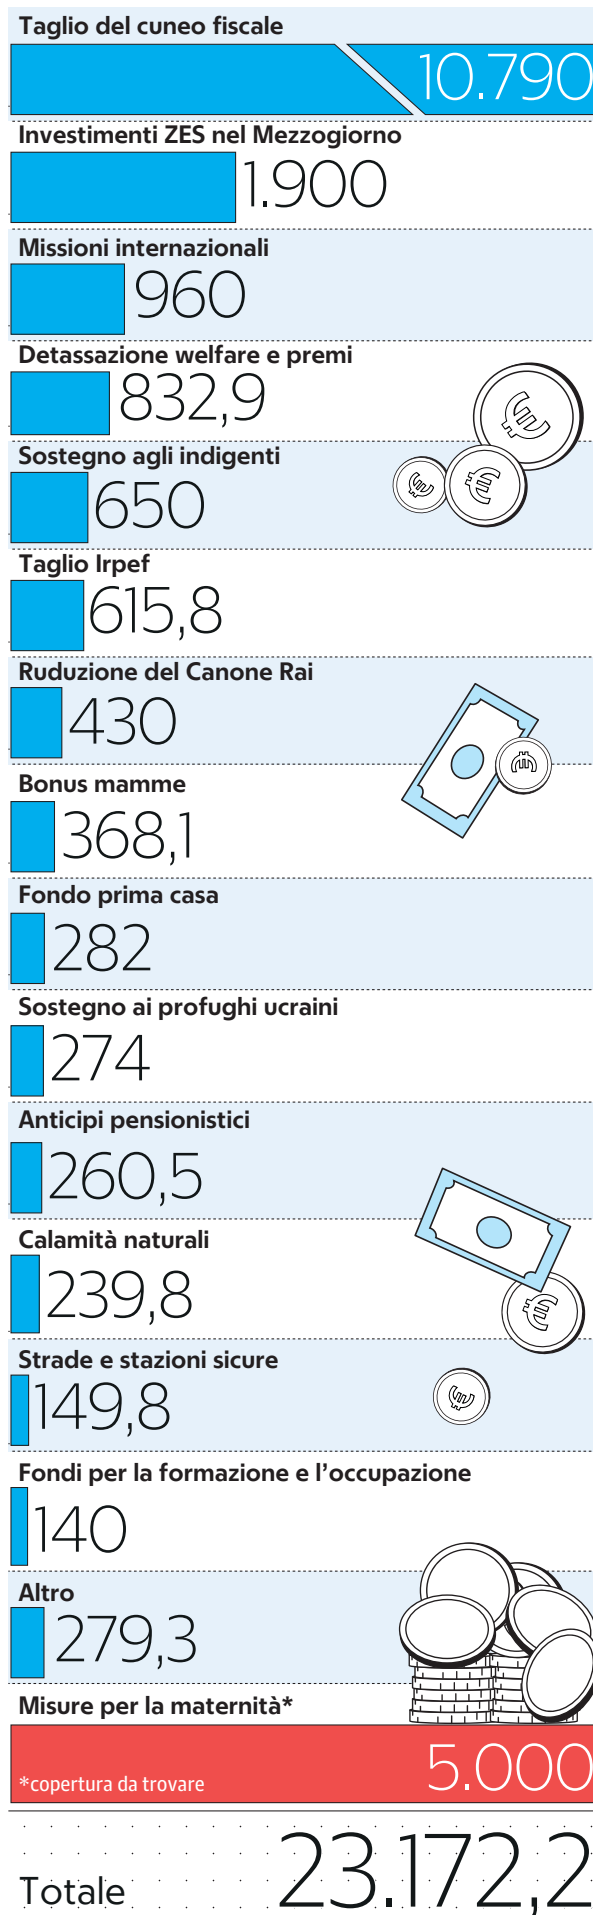 Taglio del cuneo fiscale
10.790
Investimenti ZES nel Mezzogiorno
1.900
Missioni internazionali
960
Detassazione welfare e premi
832,9
Sostegno agli indigenti
650
Taglio Irpef
615,8
Ruduzione del Canone Rai
430
Bonus mamme
368,1
Fondo prima casa
282
Sostegno ai profughi ucraini
274
Anticipi pensionistici
260,5
Calamità naturali
239,8
Strade e stazioni sicure
149,8
Fondi per la formazione e l’occupazione
140
Altro
279,3
Misure per la maternità*
5.000
*copertura da trovare
Totale 23.172,2